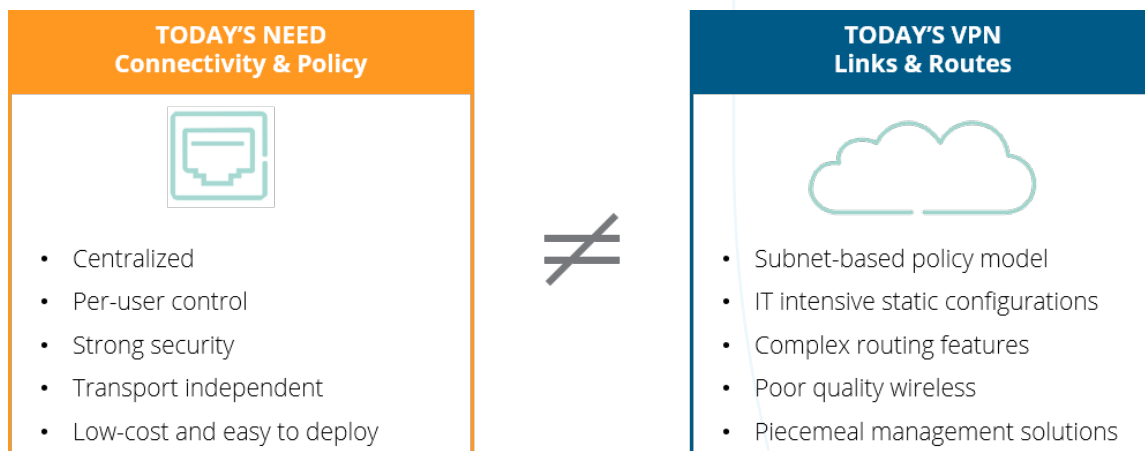 TODAY'S NEED
Connectivity & Policy
• Centralized
• Per-user control
• Strong security
• Transport independent
• Low-cost and easy to deploy
≠
TODAY'S VPN
Links & Routes
• Subnet-based policy model
• IT intensive static configurations
• Complex routing features
• Poor quality wireless
• Piecemeal management solutions